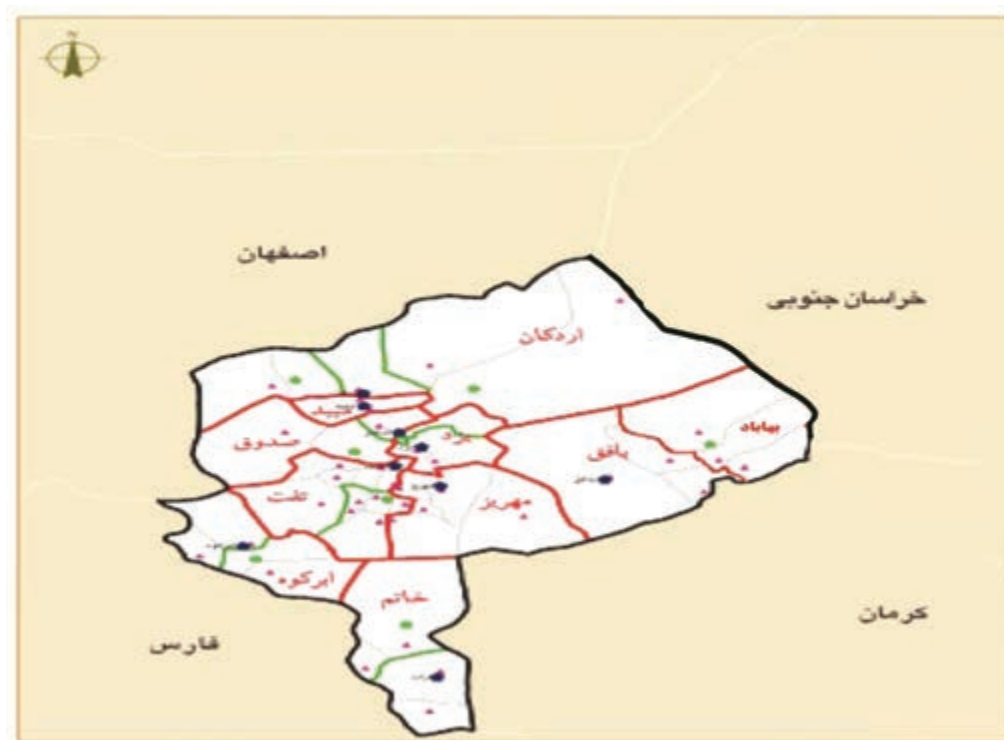 N
اصفهان
خراسان جنوبی
اردکان
میبد
بهاباد
صدوق
یزد
بافق
تفت
مهریز
ابرکوه
خاتم
کرمان
فارس